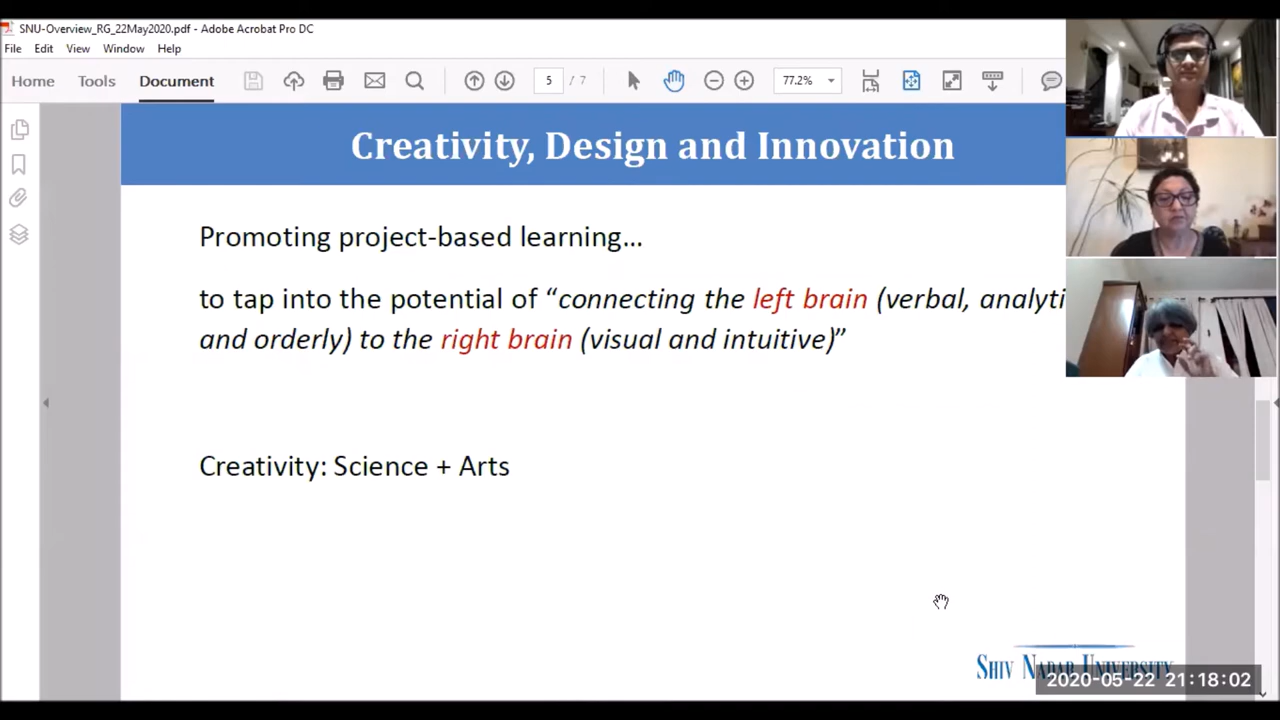 SNU-Overview_RG_22May2020.pdf - Adobe Acrobat Pro DC
File Edit View Window Help
Home Tools Document 5 / 7 77.2%
Creativity, Design and Innovation
Promoting project-based learning...
to tap into the potential of “connecting the left brain (verbal, analyti
and orderly) to the right brain (visual and intuitive)”
Creativity: Science + Arts
SHIV NADAR UNIVERSITY
2020-05-22 21:18:02